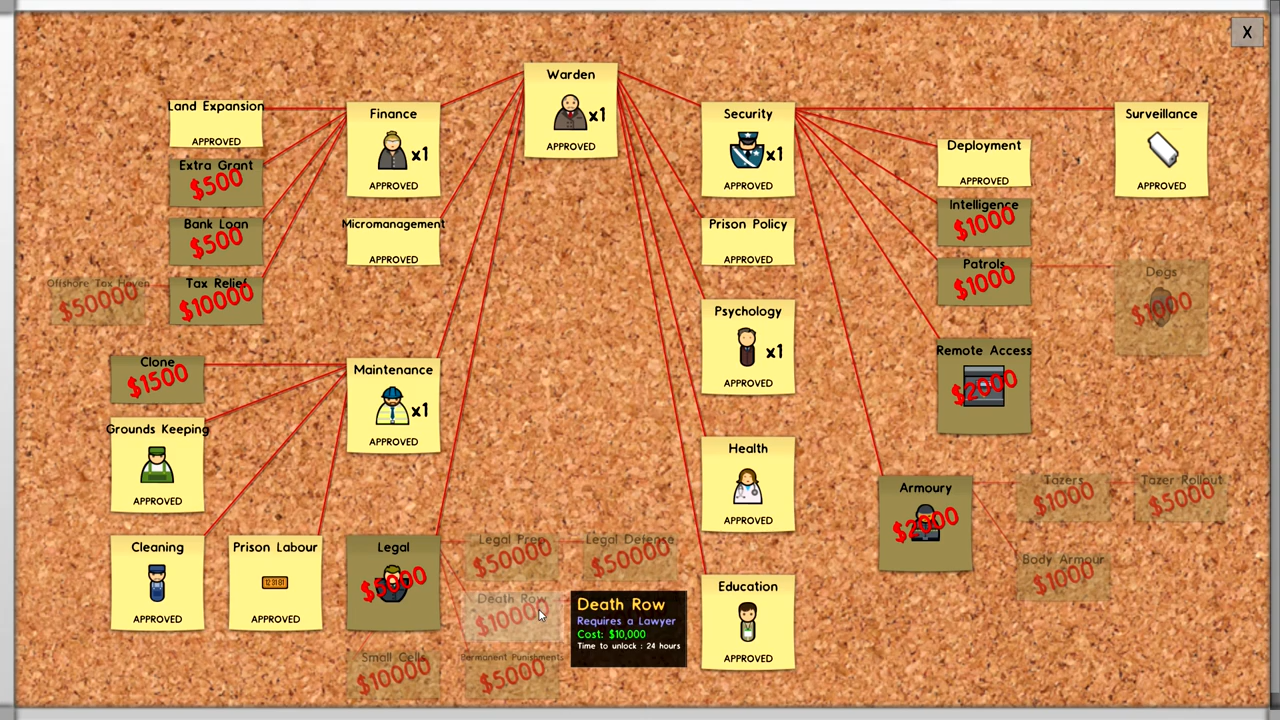 X
Warden
x1
APPROVED
Land Expansion
APPROVED
Finance
x1
APPROVED
Security
x1
APPROVED
Surveillance
APPROVED
Deployment
APPROVED
Extra Grant
$500
Intelligence
$1000
Bank Loan
$500
Micromanagement
APPROVED
Prison Policy
APPROVED
Patrols
$1000
Dogs
$1000
Offshore Tax Haven
$50000
Tax Relief
$10000
Psychology
x1
APPROVED
Remote Access
$2000
Clone
$1500
Maintenance
x1
APPROVED
Grounds Keeping
APPROVED
Health
APPROVED
Armoury
$2000
Tazers
$1000
Tazer Rollout
$5000
Body Armour
$1000
Cleaning
APPROVED
Prison Labour
123181
APPROVED
Legal
$5000
Legal Prep
$50000
Legal Defense
$50000
Death Row
$10000
Death Row
Requires a Lawyer
Cost: $10,000
Time to unlock : 24 hours
Education
APPROVED
Small Cells
$10000
Permanent Punishments
$5000